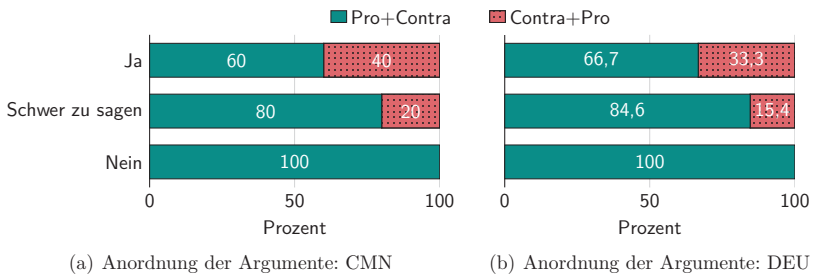 Pro+Contra Contra+Pro
Ja 60 40 66,7 33,3
Schwer zu sagen 80 20 84,6 15,4
Nein 100 100
0 50 100 0 50 100
Prozent Prozent
(a) Anordnung der Argumente: CMN (b) Anordnung der Argumente: DEU